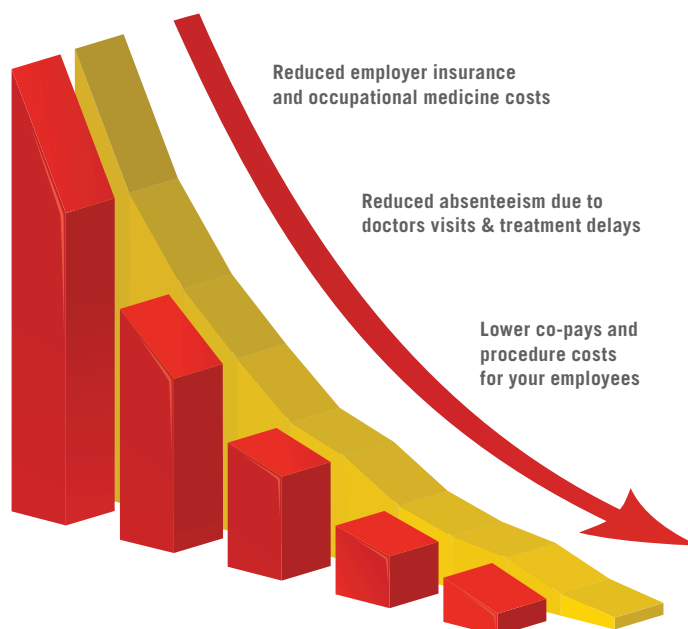 Reduced employer insurance
and occupational medicine costs
Reduced absenteeism due to
doctors visits & treatment delays
Lower co-pays and
procedure costs
for your employees